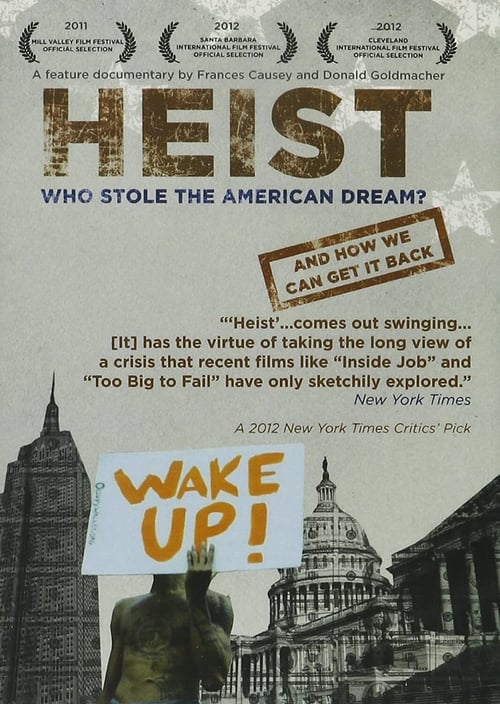 2011
MILL VALLEY FILM FESTIVAL
OFFICIAL SELECTION
2012
SANTA BARBARA
INTERNATIONAL FILM FESTIVAL
OFFICIAL SELECTION
2012
CLEVELAND
INTERNATIONAL FILM FESTIVAL
OFFICIAL SELECTION
A feature documentary by Frances Causey and Donald Goldmacher
HEIST
WHO STOLE THE AMERICAN DREAM?
AND HOW WE
CAN GET IT BACK
“‘Heist’...comes out swinging...
[It] has the virtue of taking the long view of
a crisis that recent films like “Inside Job” and
“Too Big to Fail” have only sketchily explored.”
New York Times
A 2012 New York Times Critics’ Pick
WAKE
UP!